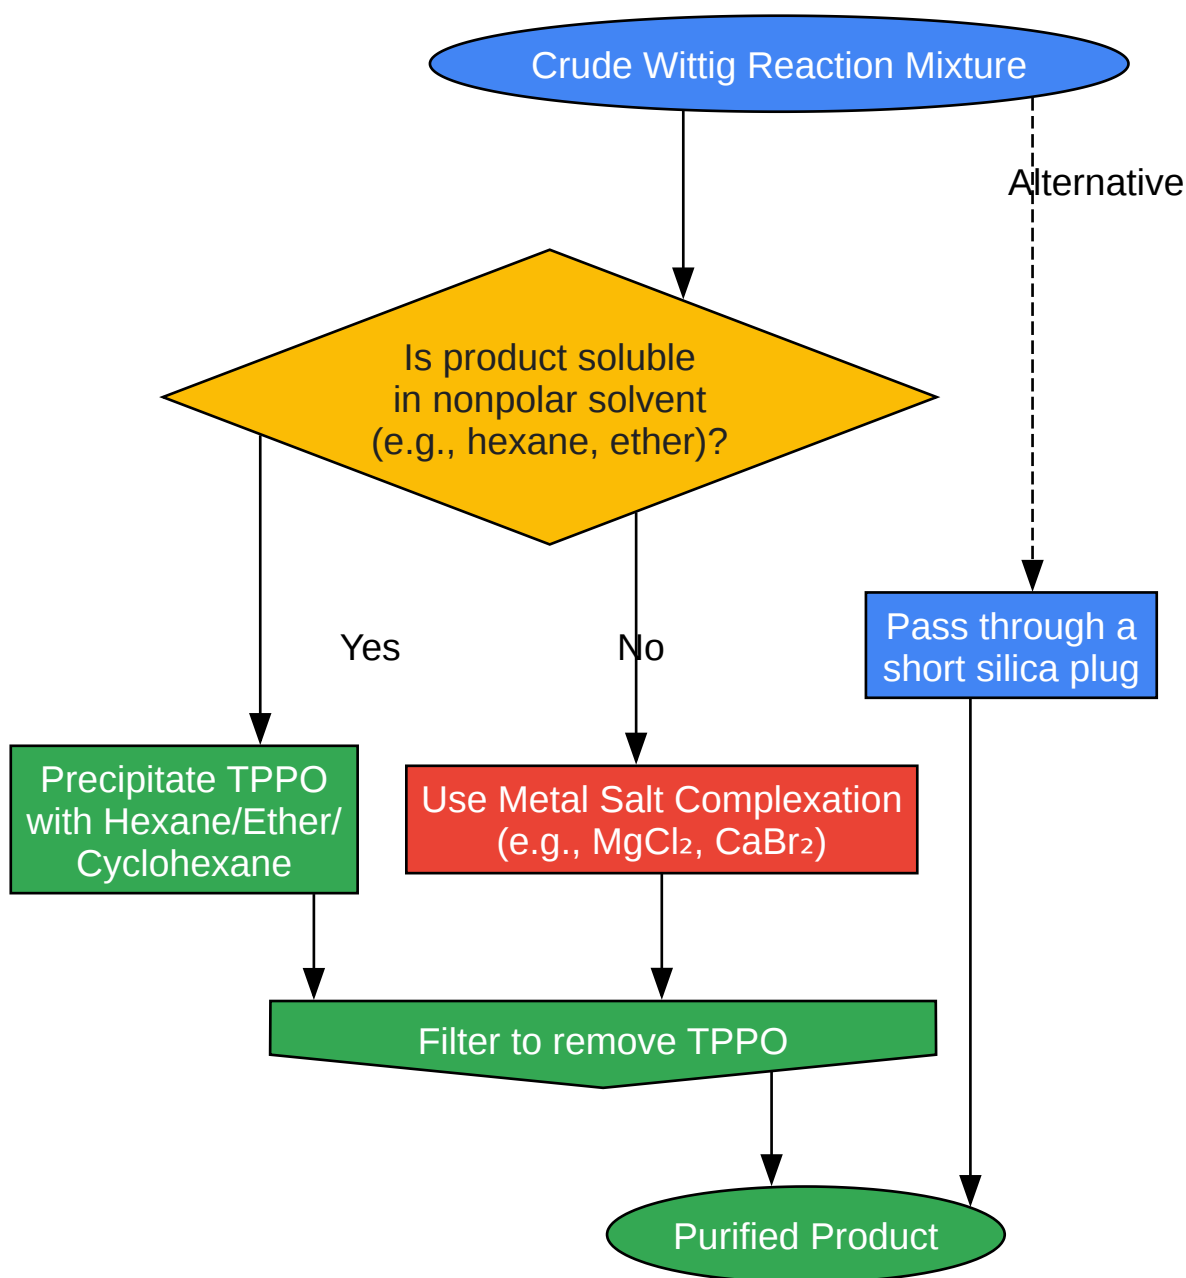 Crude Wittig Reaction Mixture
Alternative
Is product soluble
in nonpolar solvent
(e.g., hexane, ether)?
Yes
No
Pass through a
short silica plug
Precipitate TPPO
with Hexane/Ether/
Cyclohexane
Use Metal Salt Complexation
(e.g., MgCl₂, CaBr₂)
Filter to remove TPPO
Purified Product